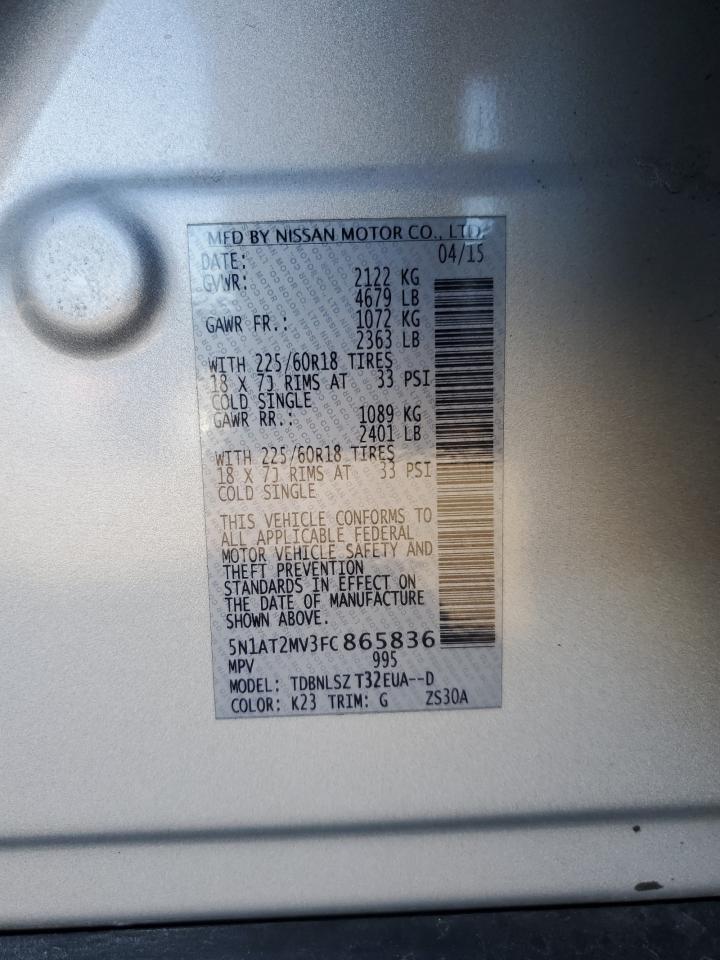 MFD BY NISSAN MOTOR CO., LTD.
DATE: 04/15
GVWR: 2122 KG
4679 LB
GAWR FR.: 1072 KG
2363 LB
WITH 225/60R18 TIRES
18 X 7J RIMS AT 33 PSI
COLD SINGLE
GAWR RR.: 1089 KG
2401 LB
WITH 225/60R18 TIRES
18 X 7J RIMS AT 33 PSI
COLD SINGLE
THIS VEHICLE CONFORMS TO
ALL APPLICABLE FEDERAL
MOTOR VEHICLE SAFETY AND
THEFT PREVENTION
STANDARDS IN EFFECT ON
THE DATE OF MANUFACTURE
SHOWN ABOVE.
5N1AT2MV3FC865836
MPV 995
MODEL: TDBNLSZ T32EUA--D
COLOR: K23 TRIM: G ZS30A